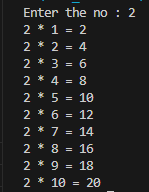 Enter the no : 2
2 * 1 = 2
2 * 2 = 4
2 * 3 = 6
2 * 4 = 8
2 * 5 = 10
2 * 6 = 12
2 * 7 = 14
2 * 8 = 16
2 * 9 = 18
2 * 10 = 20